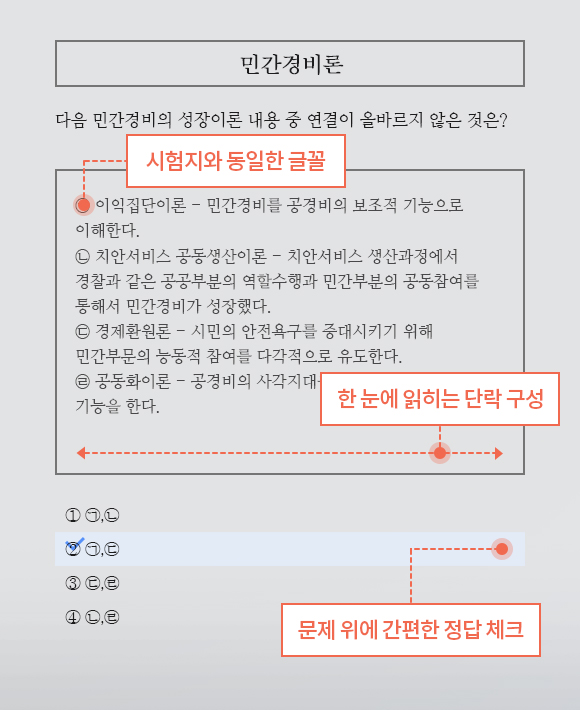 민간경비론
다음 민간경비의 성장이론 내용 중 연결이 올바르지 않은 것은?
시험지와 동일한 글꼴
이익집단이론 - 민간경비를 공경비의 보조적 기능으로
이해한다.
㉡ 치안서비스 공동생산이론 - 치안서비스 생산과정에서
경찰과 같은 공공부분의 역할수행과 민간부분의 공동참여를
통해서 민간경비가 성장했다.
㉢ 경제환원론 - 시민의 안전욕구를 증대시키기 위해
민간부문의 능동적 참여를 다각적으로 유도한다.
㉣ 공동화이론 - 공경비의 사각지대
기능을 한다.
한 눈에 읽히는 단락 구성
① ㉠,㉡
② ㉠,㉢
③ ㉢,㉣
④ ㉡,㉣
문제 위에 간편한 정답 체크